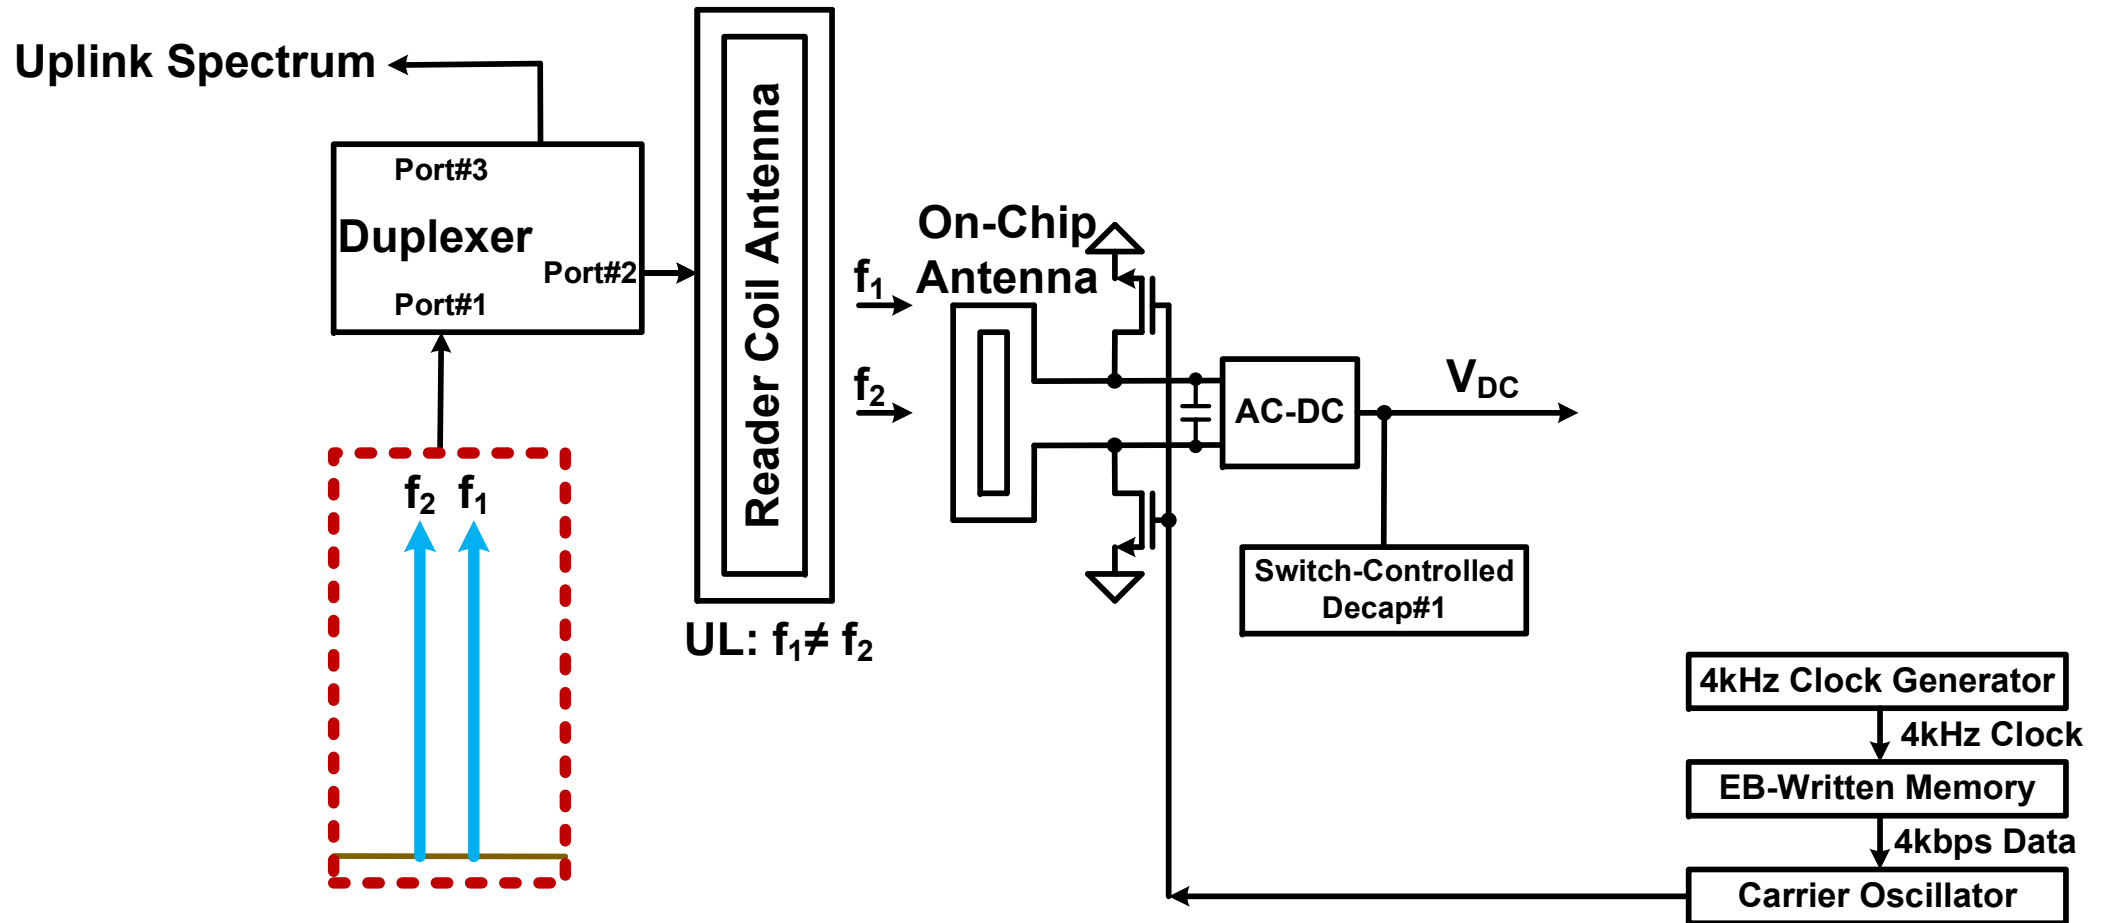 Uplink Spectrum
Port#3
Duplexer
Port#2
Port#1
f₂ f₁
Reader Coil Antenna
UL: f₁≠ f₂
f₁
f₂
On-Chip
Antenna
AC-DC
V_DC
Switch-Controlled
Decap#1
4kHz Clock Generator
4kHz Clock
EB-Written Memory
4kbps Data
Carrier Oscillator